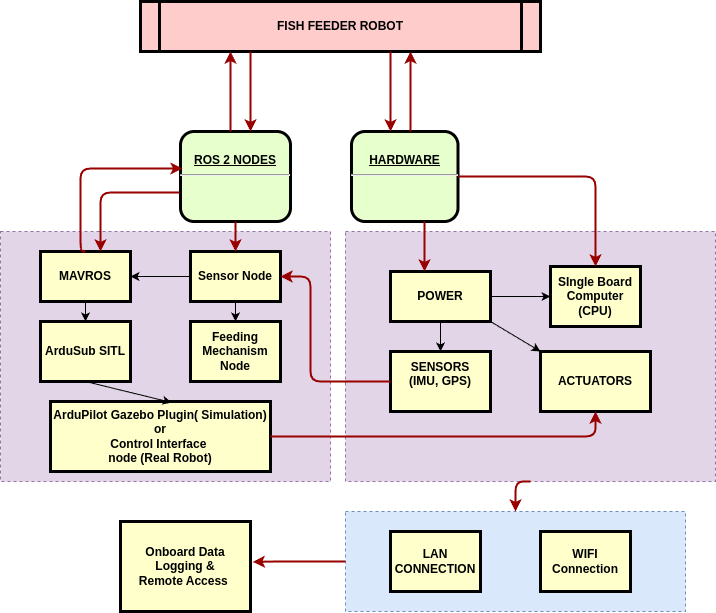 FISH FEEDER ROBOT
ROS 2 NODES
HARDWARE
MAVROS
Sensor Node
POWER
SIngle Board
Computer
(CPU)
ArduSub SITL
Feeding
Mechanism
Node
SENSORS
(IMU, GPS)
ACTUATORS
ArduPilot Gazebo Plugin( Simulation)
or
Control Interface
node (Real Robot)
Onboard Data
Logging &
Remote Access
LAN
CONNECTION
WIFI
Connection